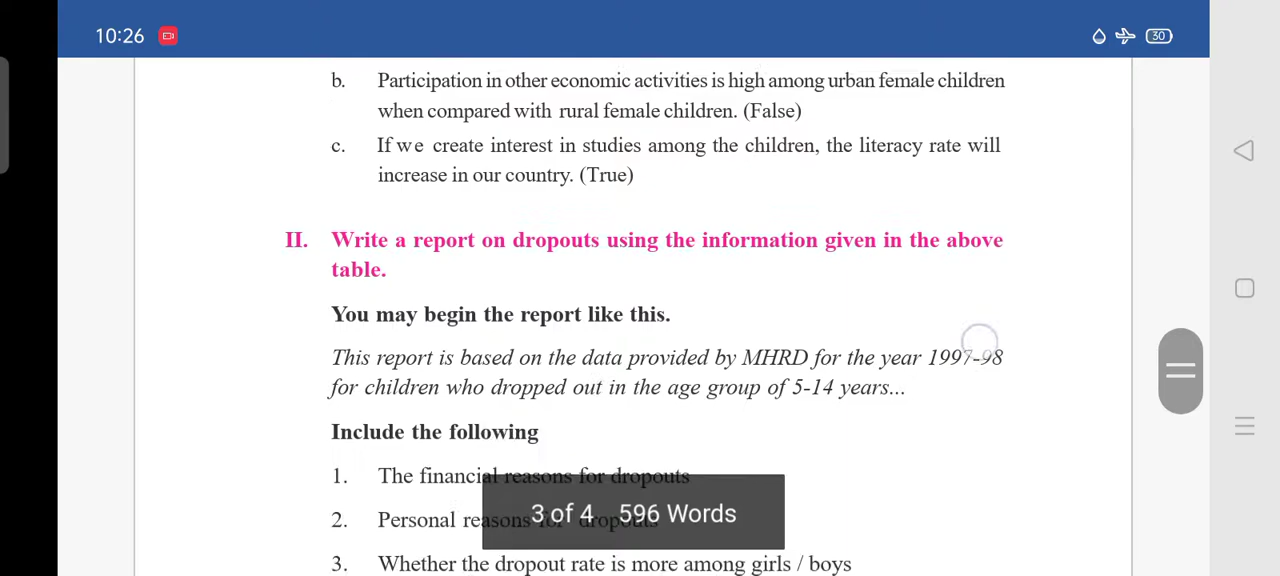 10:26
30
b. Participation in other economic activities is high among urban female children
when compared with rural female children. (False)
c. If we create interest in studies among the children, the literacy rate will
increase in our country. (True)
II. Write a report on dropouts using the information given in the above
table.
You may begin the report like this.
This report is based on the data provided by MHRD for the year 1997-98
for children who dropped out in the age group of 5-14 years...
Include the following
1. The financial reasons for dropouts
2. Personal reasons for dropouts
3 of 4 596 Words
3. Whether the dropout rate is more among girls / boys